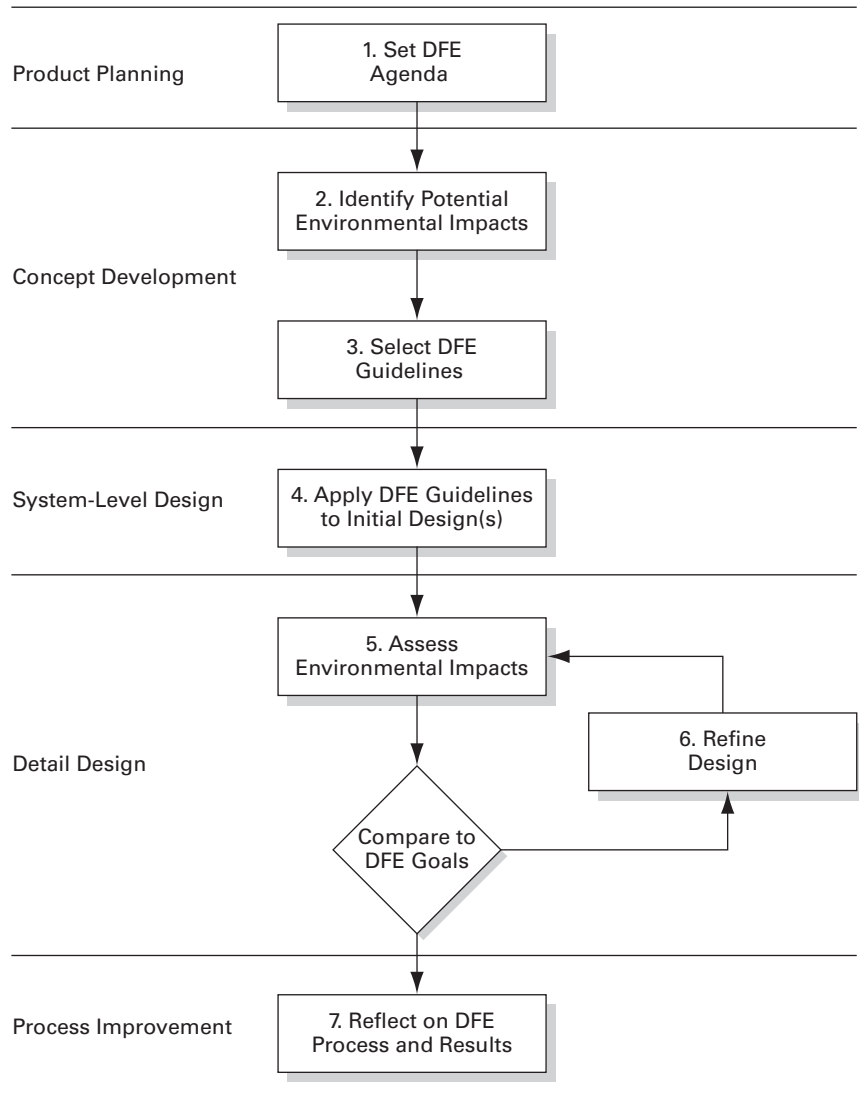 Product Planning
1. Set DFE
Agenda
Concept Development
2. Identify Potential
Environmental Impacts
3. Select DFE
Guidelines
System-Level Design
4. Apply DFE Guidelines
to Initial Design(s)
Detail Design
5. Assess
Environmental Impacts
6. Refine
Design
Compare to
DFE Goals
Process Improvement
7. Reflect on DFE
Process and Results